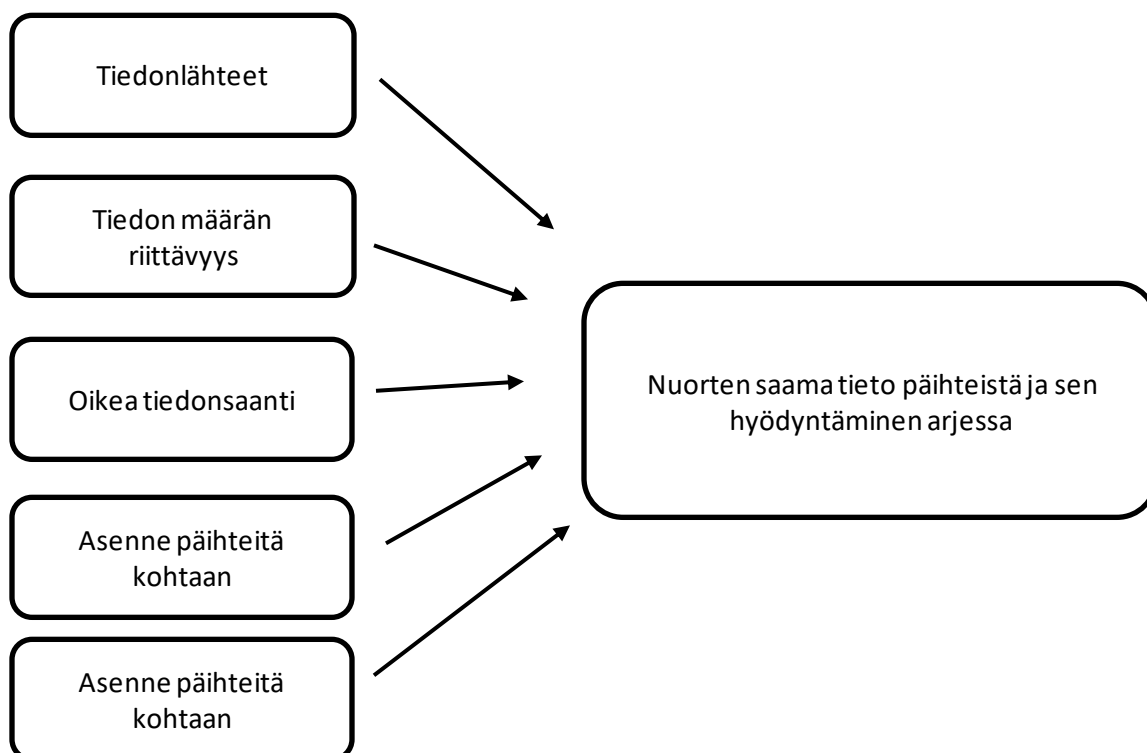 Tiedonlähteet
Tiedon määrän
riittävyys
Oikea tiedonsaanti
Asenne päihteitä
kohtaan
Asenne päihteitä
kohtaan
Nuorten saama tieto päihteistä ja sen
hyödyntäminen arjessa